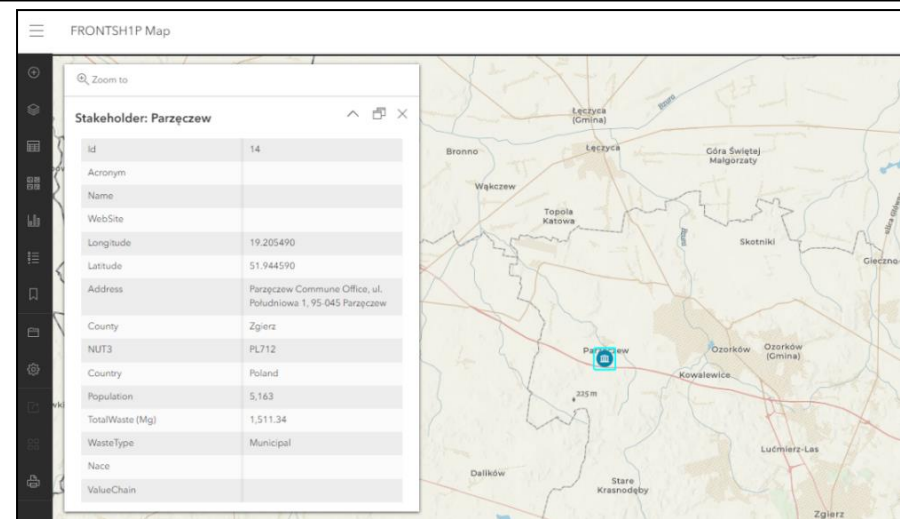 FRONTSH1P Map
Zoom to
Stakeholder: Parzęczew
Id 14
Acronym
Name
WebSite
Longitude 19.205490
Latitude 51.944590
Address Parzęczew Commune Office, ul.
Południowa 1, 95-045 Parzęczew
County Zgierz
NUT3 PL712
Country Poland
Population 5,163
TotalWaste (Mg) 1,511.34
WasteType Municipal
Nace
ValueChain
Łęczyca
(Gmina)
Bzura
Bronno
Łęczyca
Góra Świętej
Małgorzaty
Wąkczew
Topola
Katowa
Skotniki
Gieczno
Ozorków
Ozorków
(Gmina)
Kowalewice
225 m
Lućmierz-Las
Dalików
Stare
Krasnodęby
Zgierz